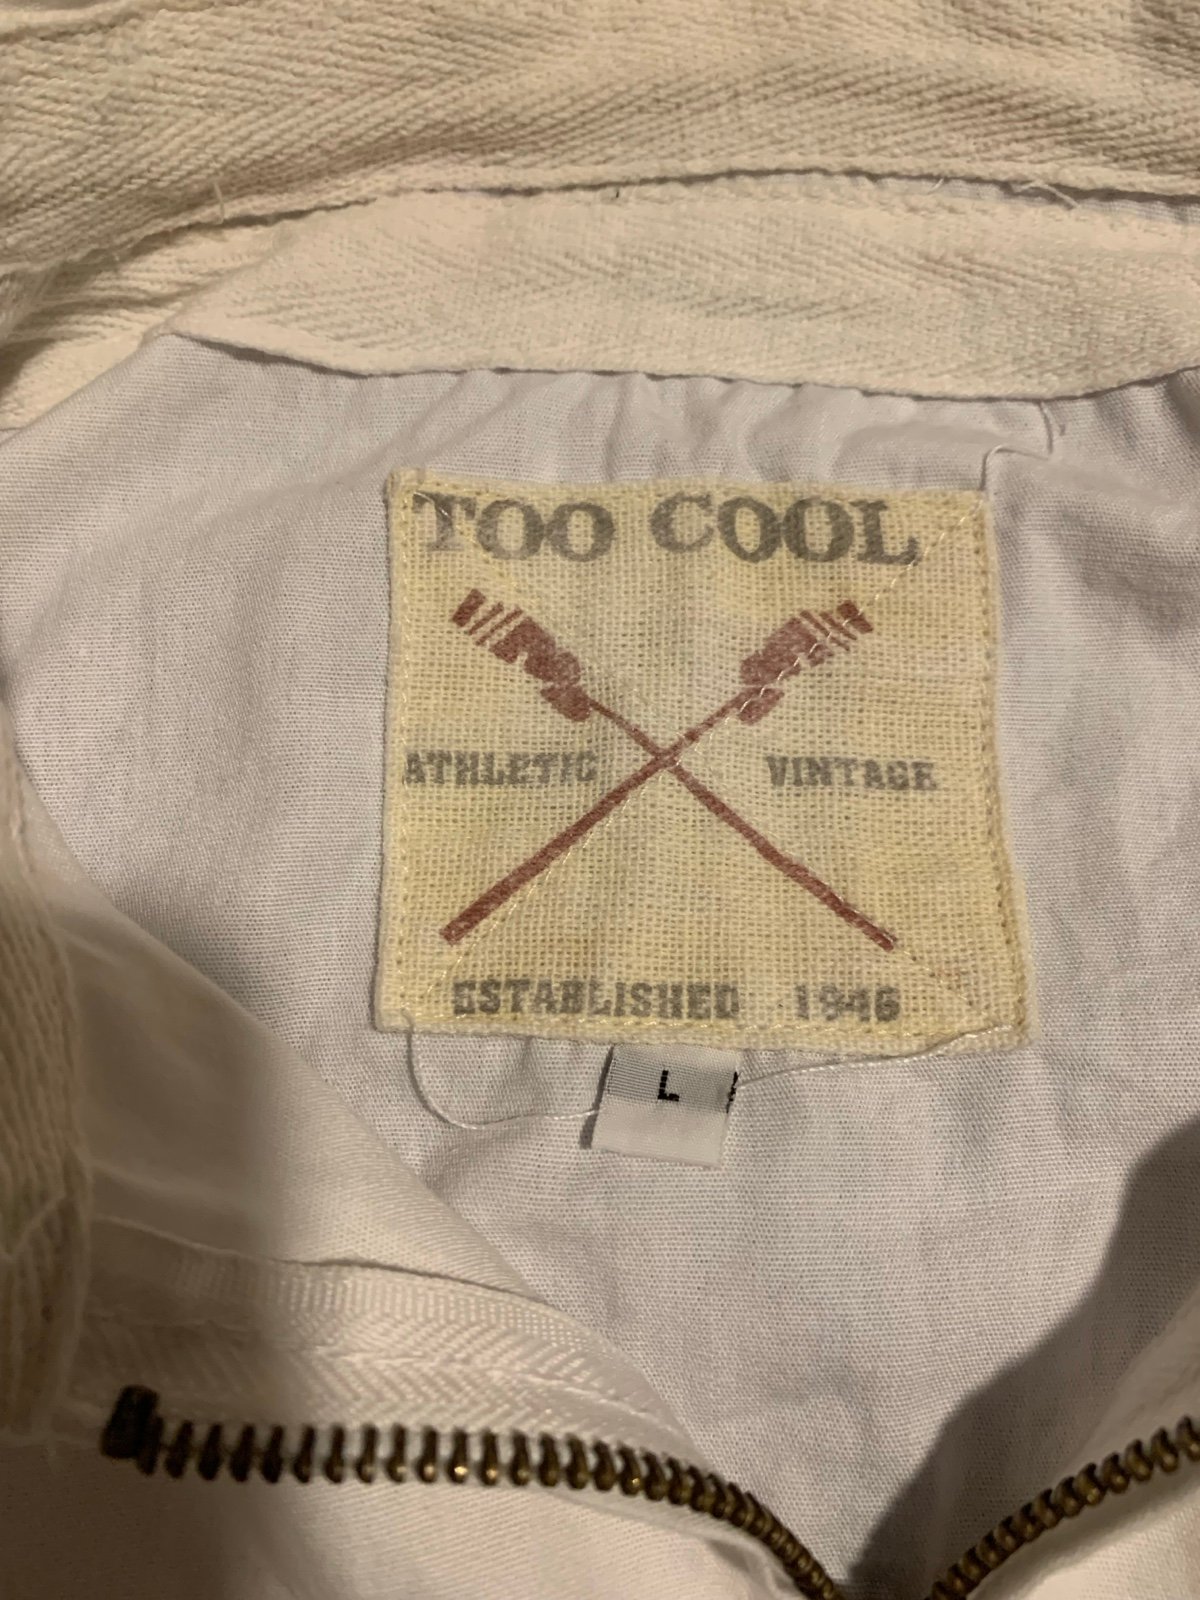 TOO COOL
ATHLETIC VINTAGE
ESTABLISHED 1946
L